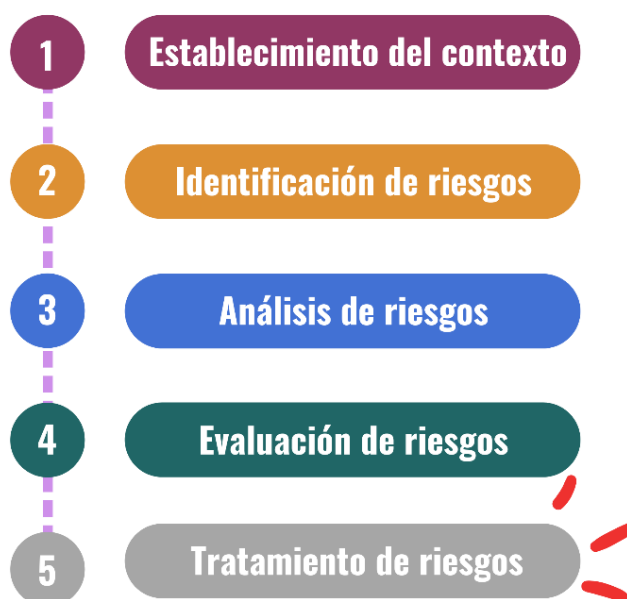 1
Establecimiento del contexto
2
Identificación de riesgos
3
Análisis de riesgos
4
Evaluación de riesgos
5
Tratamiento de riesgos